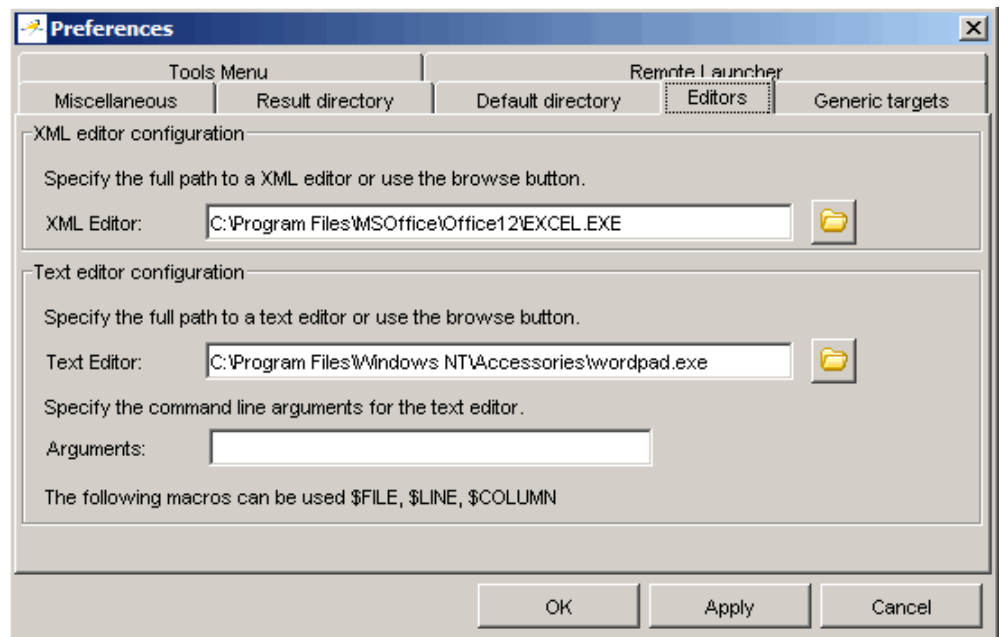 Preferences
Tools Menu Remote Launcher
Miscellaneous Result directory Default directory Editors Generic targets
XML editor configuration
Specify the full path to a XML editor or use the browse button.
XML Editor: C:\Program Files\MSOffice\Office12\EXCEL.EXE
Text editor configuration
Specify the full path to a text editor or use the browse button.
Text Editor: C:\Program Files\Windows NT\Accessories\wordpad.exe
Specify the command line arguments for the text editor.
Arguments:
The following macros can be used $FILE, $LINE, $COLUMN
OK Apply Cancel